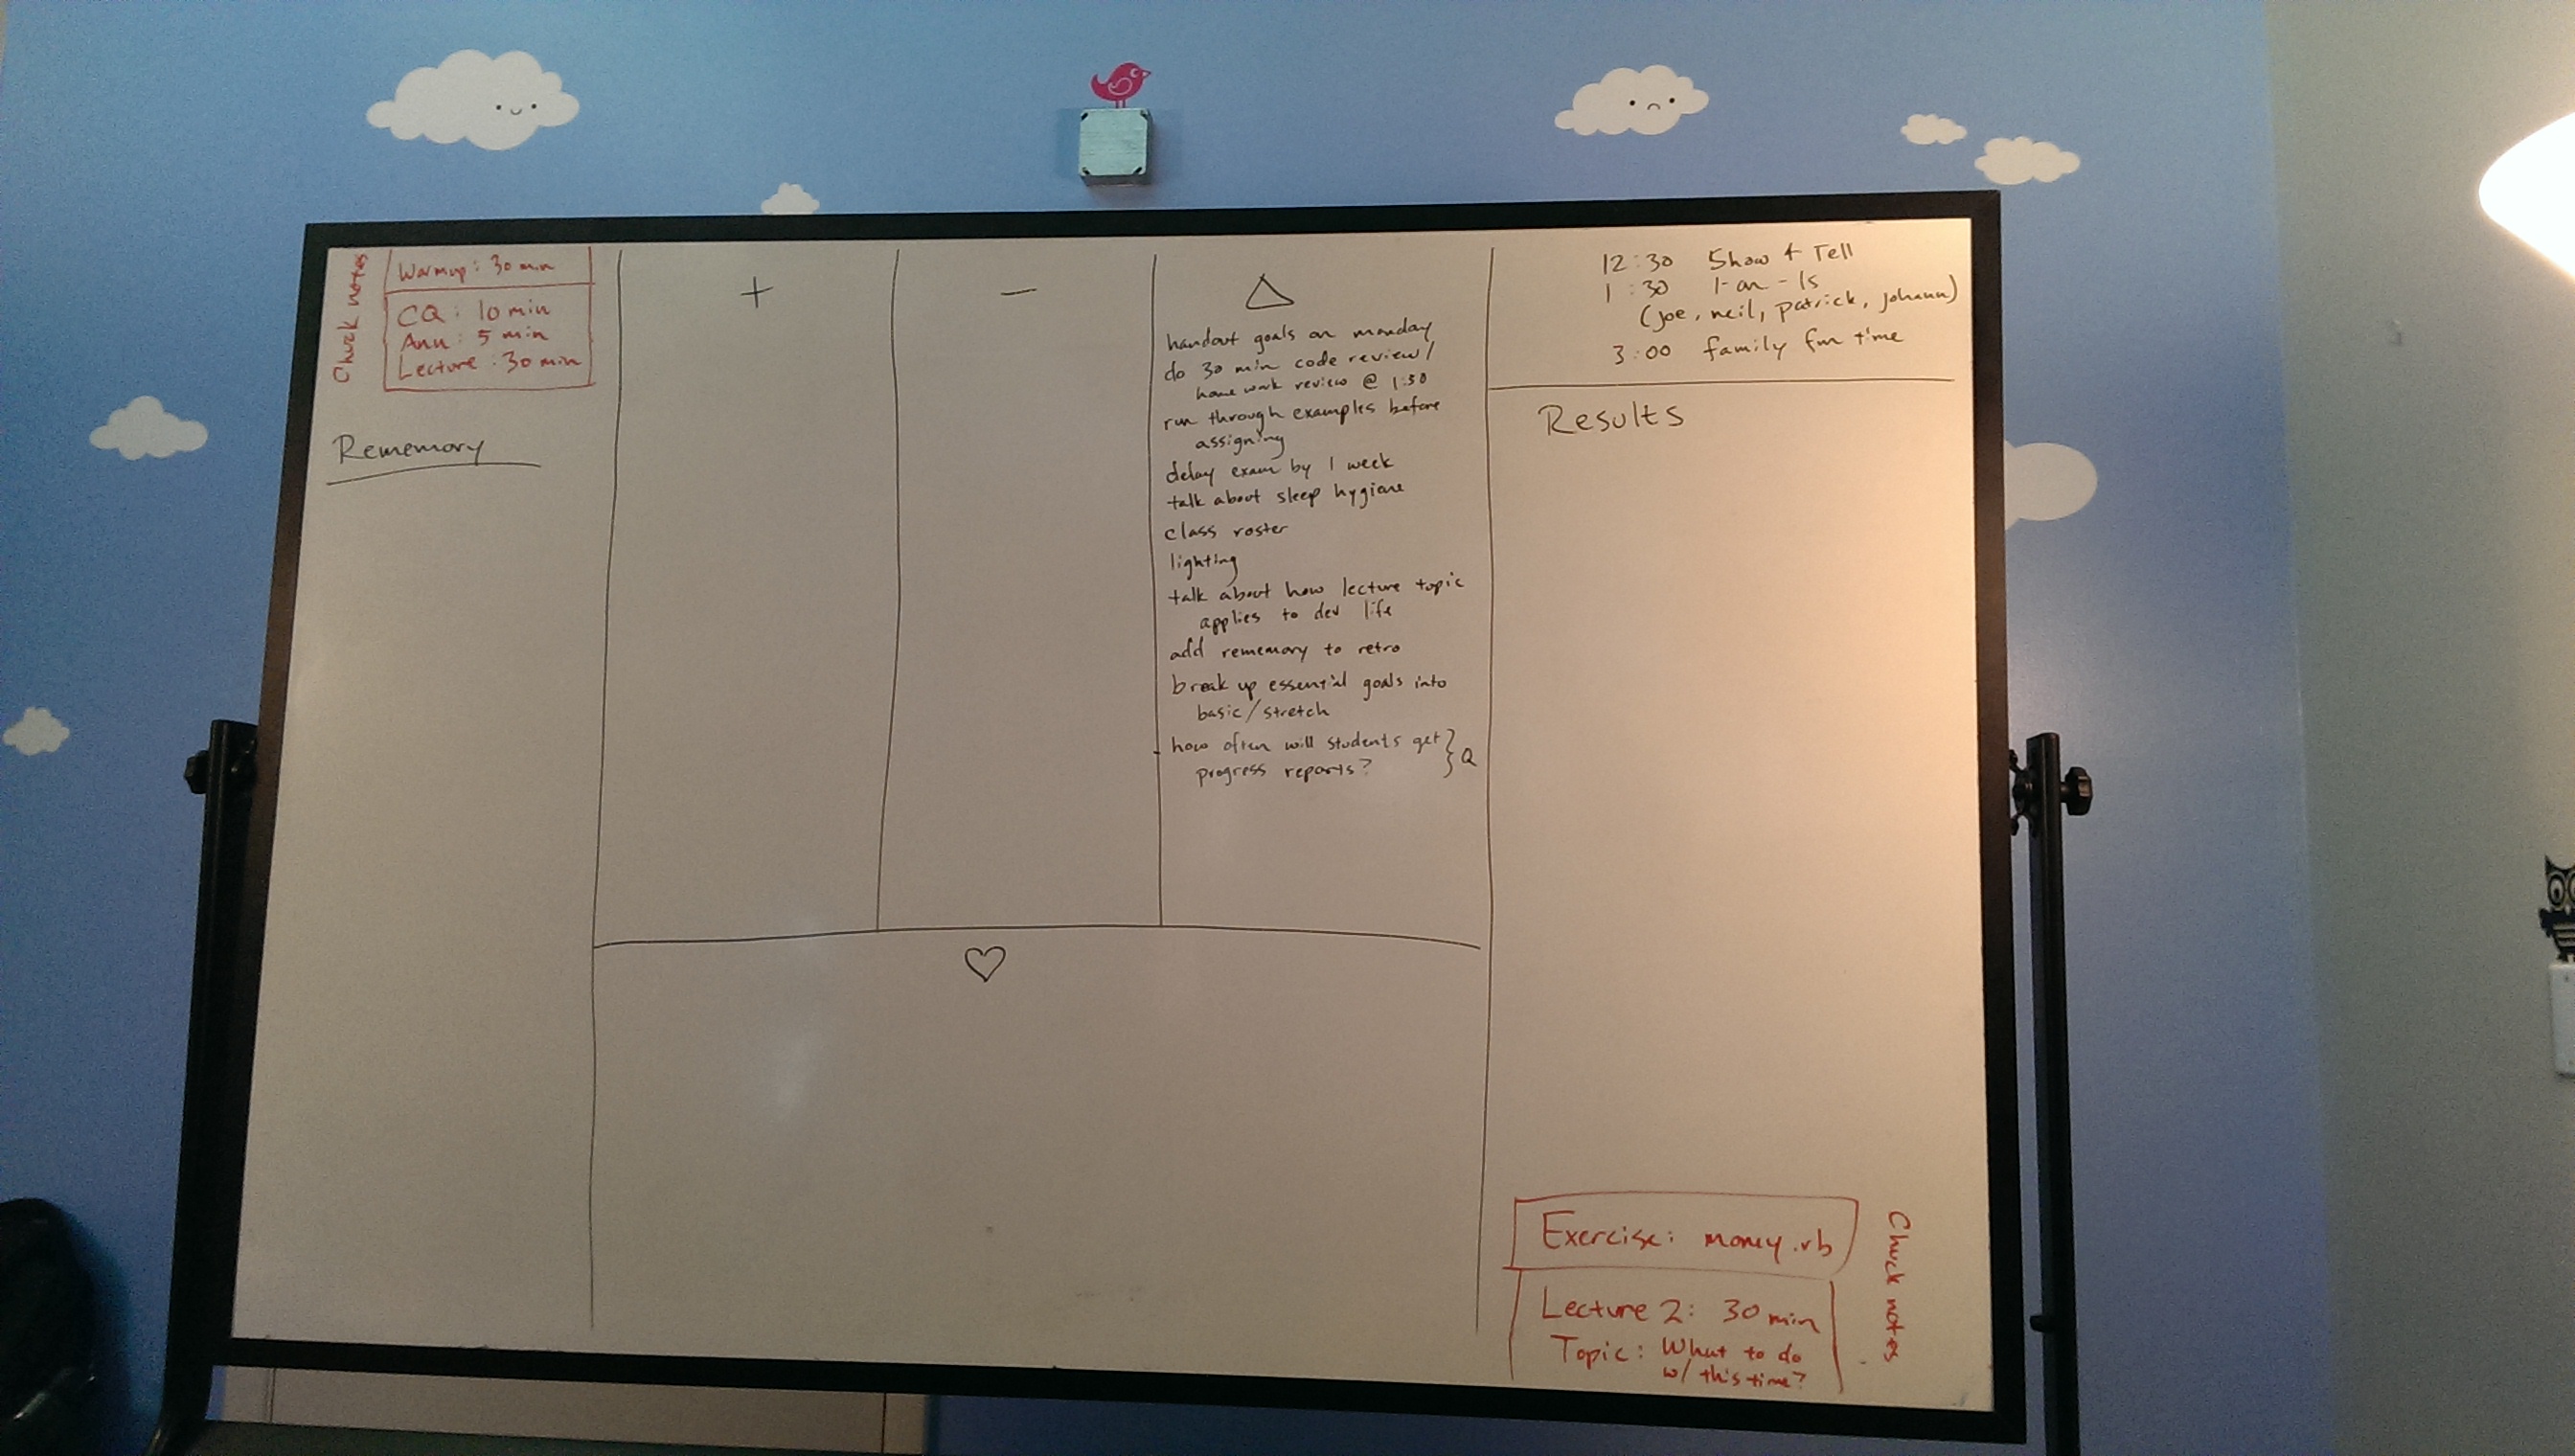 Chuck notes
Warmup: 30 min
CQ: 10 min
Ann: 5 min
Lecture: 30 min
Rememory
+
-
△
handout goals on monday
do 30 min code review/
home work review @ 1:30
run through examples before
assigning
delay exam by 1 week
talk about sleep hygiene
class roster
lighting
talk about how lecture topic
applies to dev life
add rememory to retro
break up essential goals into
basic/stretch
- how often will students get
progress reports? } Q
♡
12:30 Show & Tell
1:30 1-on-1s
(joe, neil, patrick, johann)
3:00 family fun time
Results
Exercise: money.rb
Lecture 2: 30 min
Topic: What to do
w/ this time?
Chuck notes